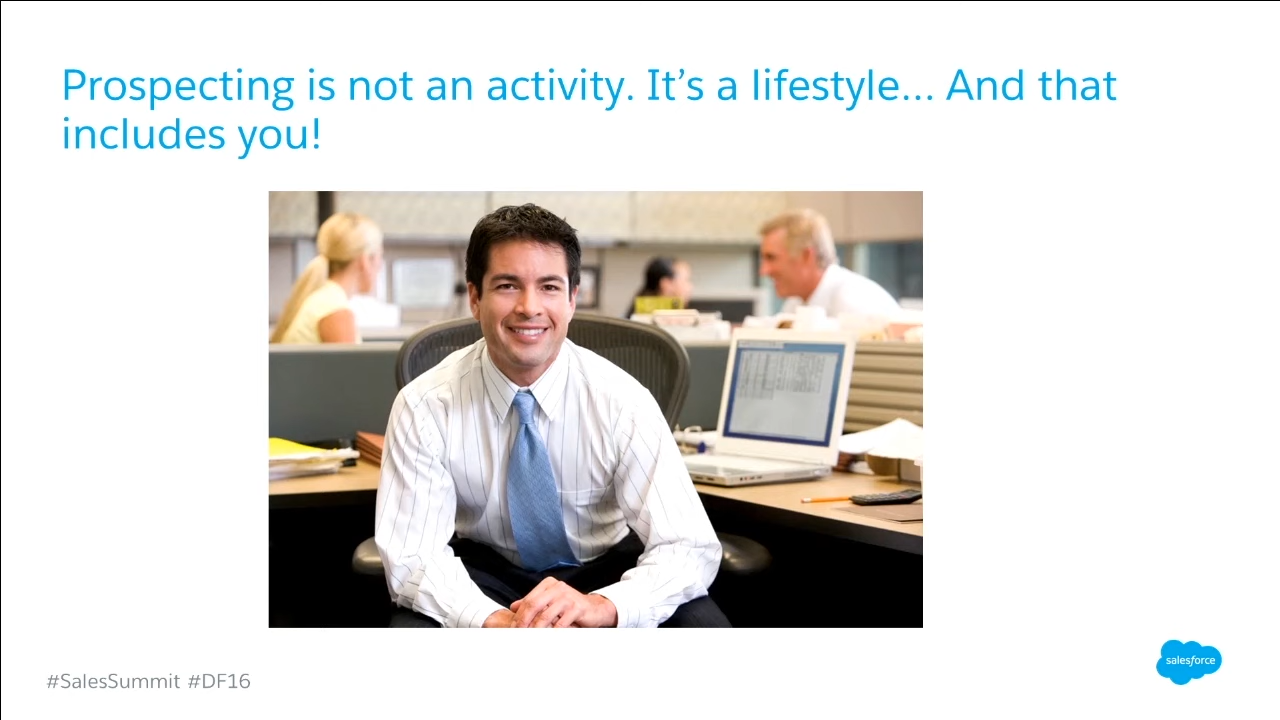 Prospecting is not an activity. It’s a lifestyle... And that
includes you!
#SalesSummit #DF16
salesforce